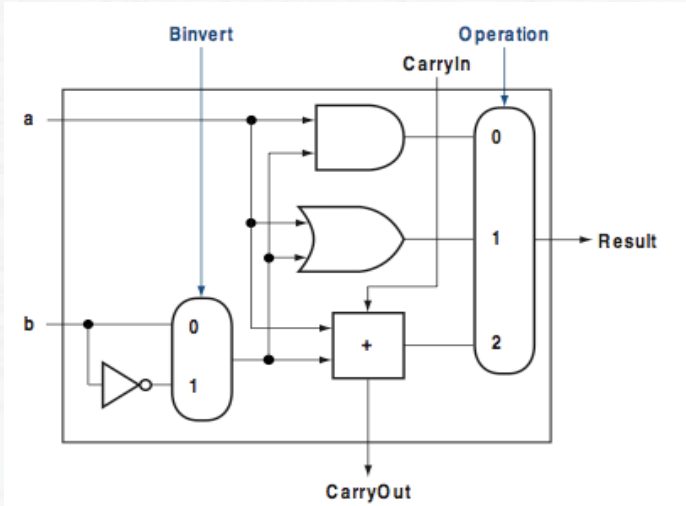 Binvert
Operation
CarryIn
a
0
1
Result
b
0
2
+
1
CarryOut